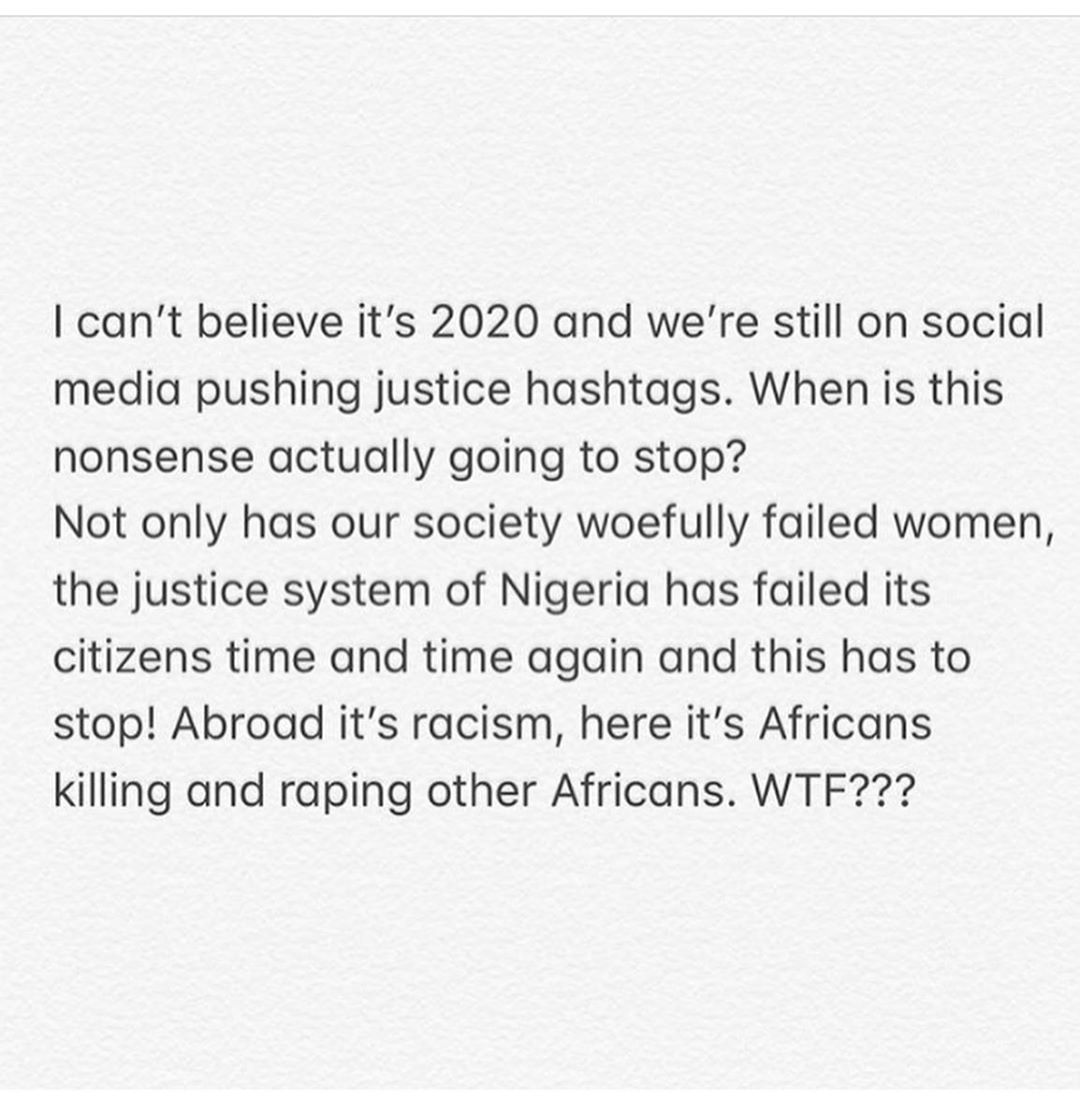 I can’t believe it’s 2020 and we’re still on social
media pushing justice hashtags. When is this
nonsense actually going to stop?
Not only has our society woefully failed women,
the justice system of Nigeria has failed its
citizens time and time again and this has to
stop! Abroad it’s racism, here it’s Africans
killing and raping other Africans. WTF???